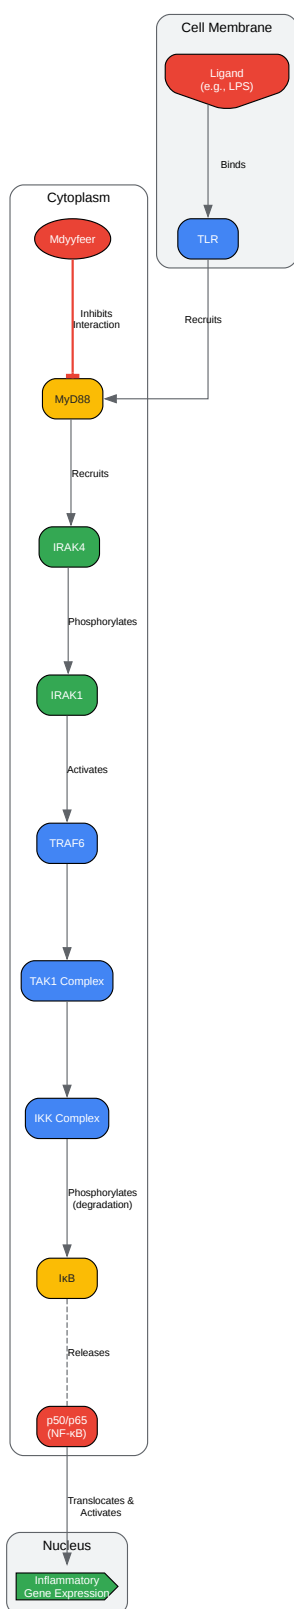 Cell Membrane
Ligand
(e.g., LPS)
Binds
TLR
Recruits
Cytoplasm
Mdyyfeer
Inhibits
Interaction
MyD88
Recruits
IRAK4
Phosphorylates
IRAK1
Activates
TRAF6
TAK1 Complex
IKK Complex
Phosphorylates
(degradation)
IκB
Releases
p50/p65
(NF-κB)
Translocates &
Activates
Nucleus
Inflammatory
Gene Expression